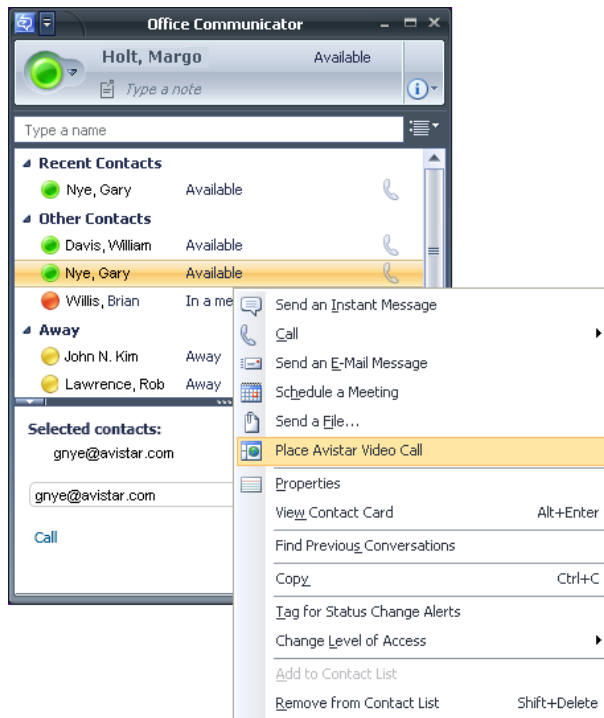 Office Communicator
Holt, Margo Available
Type a note
Type a name
Recent Contacts
Nye, Gary Available
Other Contacts
Davis, William Available
Nye, Gary Available
Willis, Brian In a me
Away
John N. Kim Away
Lawrence, Rob Away
Selected contacts:
gnye@avistar.com
gnye@avistar.com
Call
Send an Instant Message
Call
Send an E-Mail Message
Schedule a Meeting
Send a File...
Place Avistar Video Call
Properties
View Contact Card Alt+Enter
Find Previous Conversations
Copy Ctrl+C
Tag for Status Change Alerts
Change Level of Access
Add to Contact List
Remove from Contact List Shift+Delete